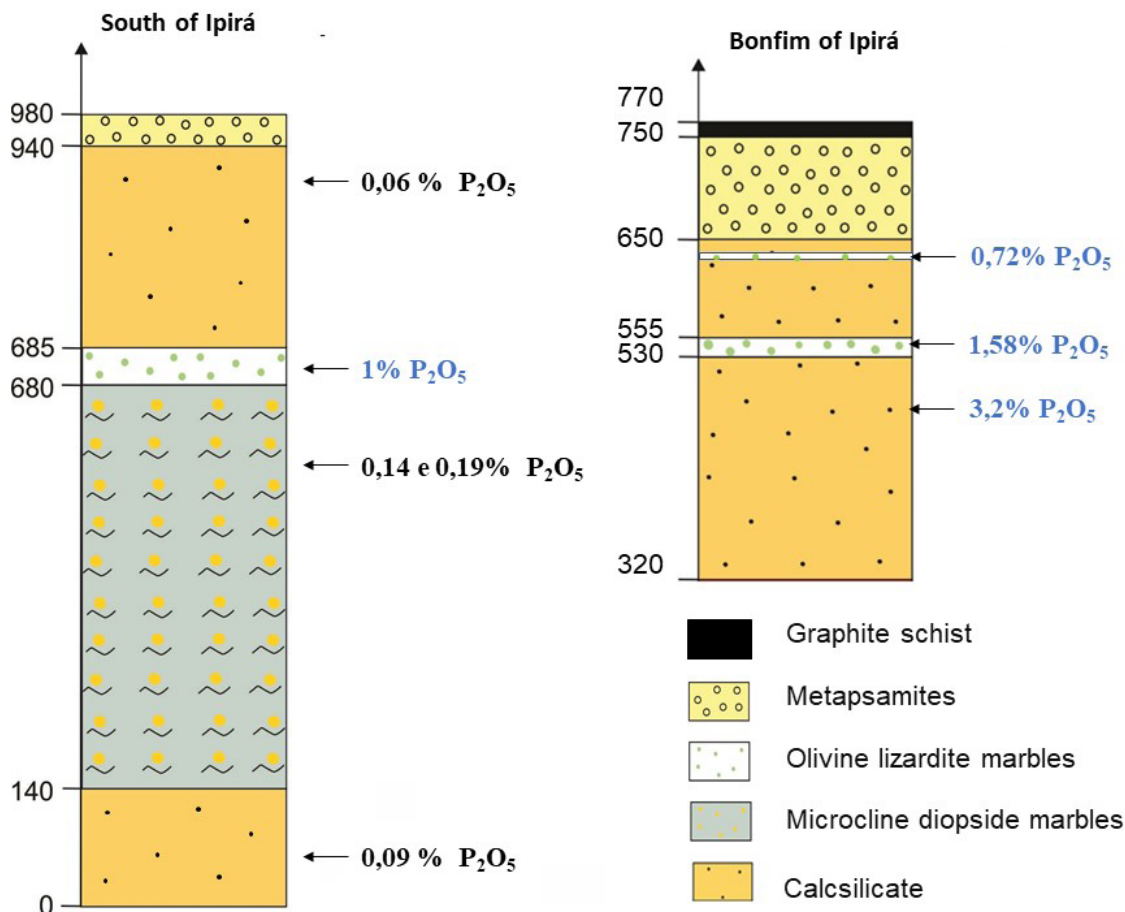 South of Ipirá
980
940
0,06 % P₂O₅
685
1% P₂O₅
680
0,14 e 0,19% P₂O₅
140
0,09 % P₂O₅
0
Bonfim of Ipirá
770
750
650
0,72% P₂O₅
555
1,58% P₂O₅
530
3,2% P₂O₅
320
Graphite schist
Metapsamites
Olivine lizardite marbles
Microcline diopside marbles
Calcsilicate